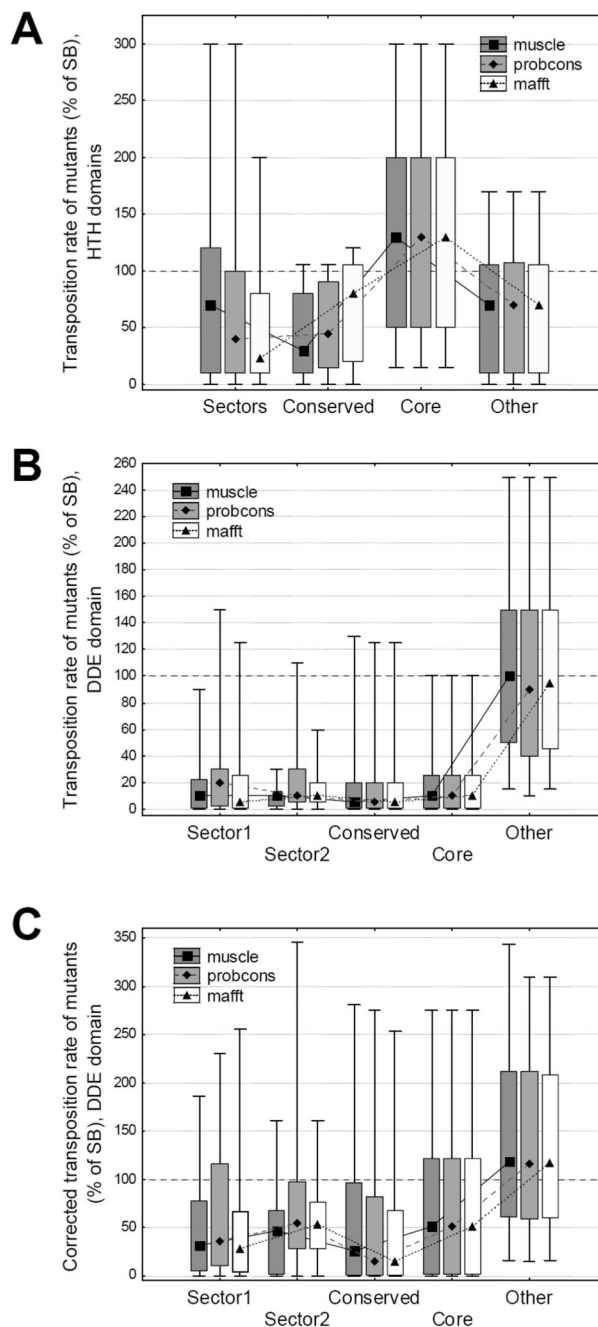 A
Transposition rate of mutants (% of SB),
HTH domains
300
250
200
150
100
50
0
muscle
probcons
mafft
Sectors Conserved Core Other
B
Transposition rate of mutants (% of SB),
DDE domain
260
240
220
200
180
160
140
120
100
80
60
40
20
0
muscle
probcons
mafft
Sector1 Conserved Other
Sector2 Core
C
Corrected transposition rate of mutants
(% of SB), DDE domain
350
300
250
200
150
100
50
0
muscle
probcons
mafft
Sector1 Conserved Other
Sector2 Core